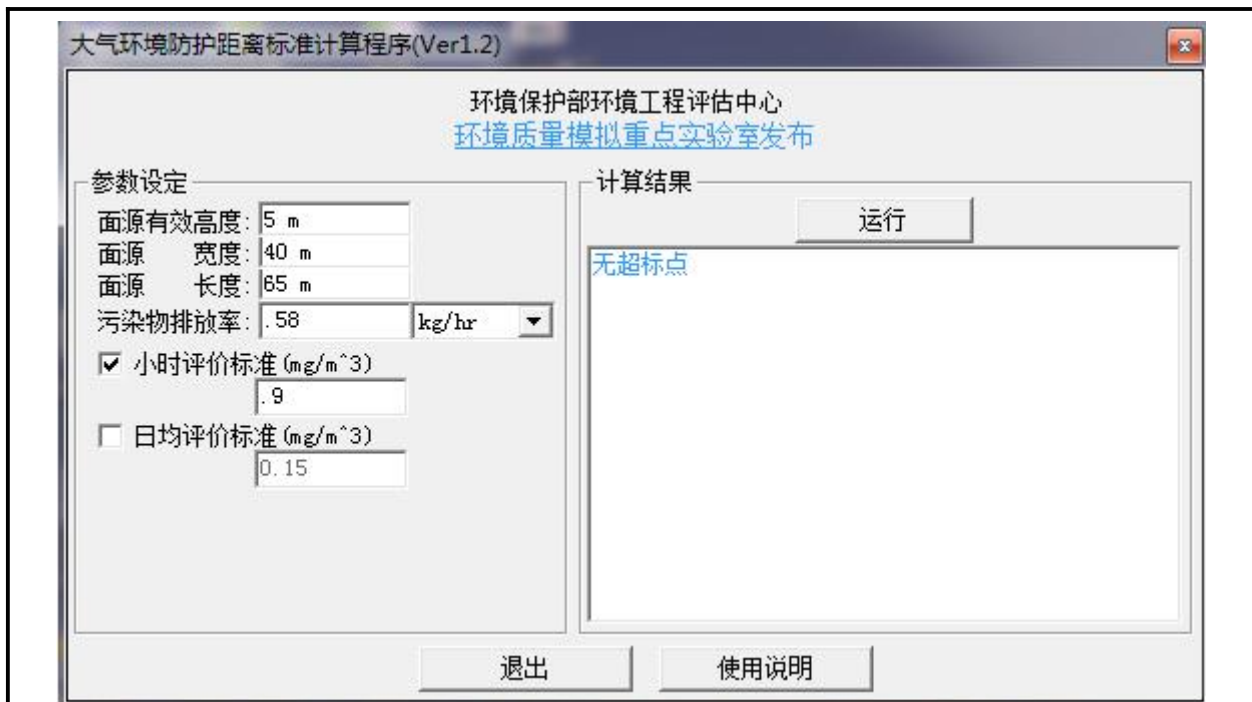 大气环境防护距离标准计算程序(Ver1.2)
环境保护部环境工程评估中心
环境质量模拟重点实验室发布
参数设定
面源有效高度: 5 m
面源 宽度: 40 m
面源 长度: 65 m
污染物排放率: .58 kg/hr
小时评价标准(mg/m^3)
.9
日均评价标准(mg/m^3)
0.15
计算结果
运行
无超标点
退出 使用说明